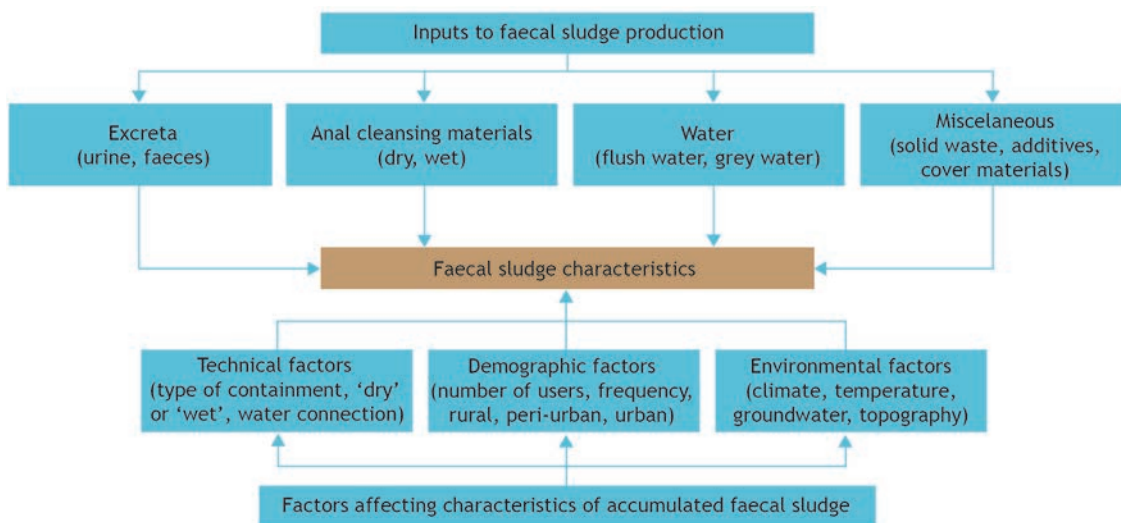 Inputs to faecal sludge production
Excreta
(urine, faeces)
Anal cleansing materials
(dry, wet)
Water
(flush water, grey water)
Miscelaneous
(solid waste, additives,
cover materials)
Faecal sludge characteristics
Technical factors
(type of containment, ‘dry’
or ‘wet’, water connection)
Demographic factors
(number of users, frequency,
rural, peri-urban, urban)
Environmental factors
(climate, temperature,
groundwater, topography)
Factors affecting characteristics of accumulated faecal sludge